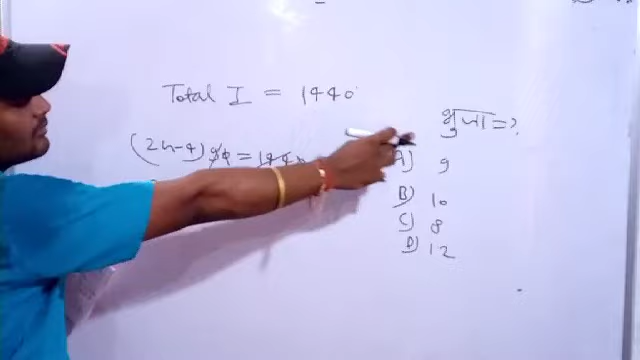 Total I = 1440
(2n-4) 90 = 1440
भुजा = ?
A) 9
B) 10
C) 8
D) 12